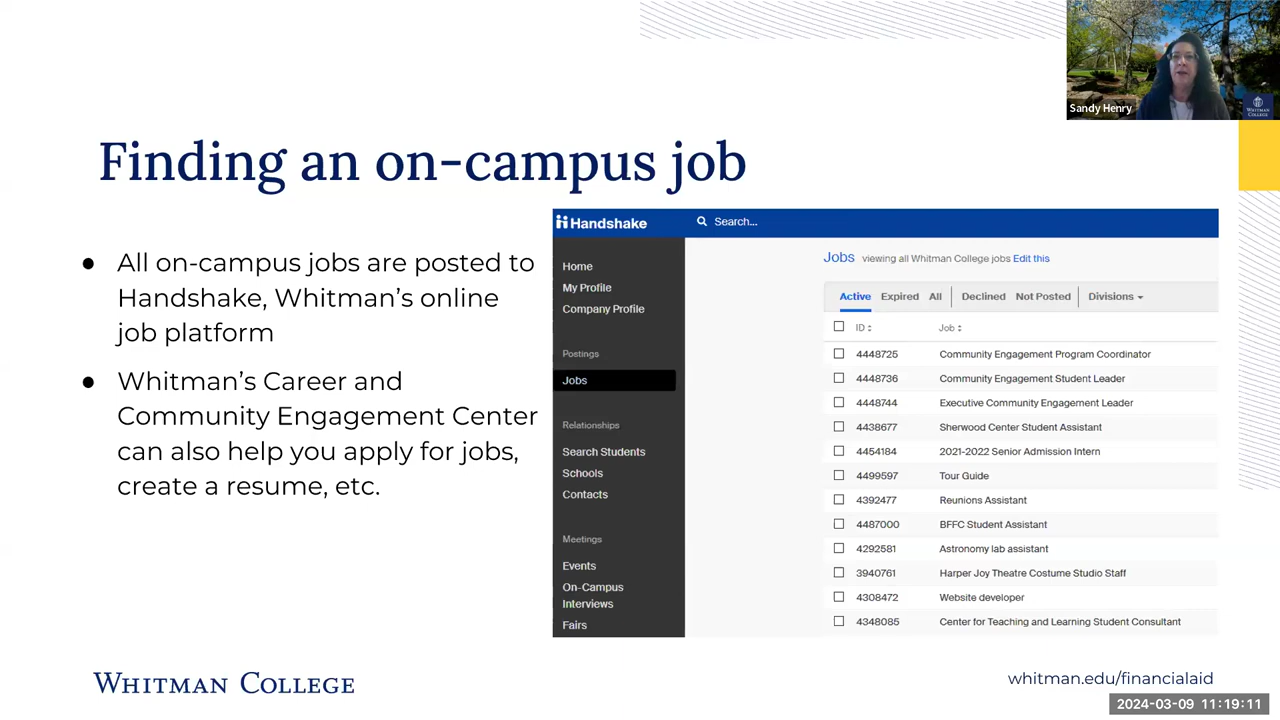 Sandy Henry
WHITMAN
COLLEGE
Finding an on-campus job
● All on-campus jobs are posted to
Handshake, Whitman's online
job platform
● Whitman's Career and
Community Engagement Center
can also help you apply for jobs,
create a resume, etc.
Handshake
Search...
Home
My Profile
Company Profile
Postings
Jobs
Relationships
Search Students
Schools
Contacts
Meetings
Events
On-Campus
Interviews
Fairs
Jobs viewing all Whitman College jobs Edit this
Active Expired All Declined Not Posted Divisions
ID Job
4448725 Community Engagement Program Coordinator
4448736 Community Engagement Student Leader
4448744 Executive Community Engagement Leader
4438677 Sherwood Center Student Assistant
4454184 2021-2022 Senior Admission Intern
4499597 Tour Guide
4392477 Reunions Assistant
4487000 BFFC Student Assistant
4292581 Astronomy lab assistant
3940761 Harper Joy Theatre Costume Studio Staff
4308472 Website developer
4348085 Center for Teaching and Learning Student Consultant
WHITMAN COLLEGE
whitman.edu/financialaid
2024-03-09 11:19:11